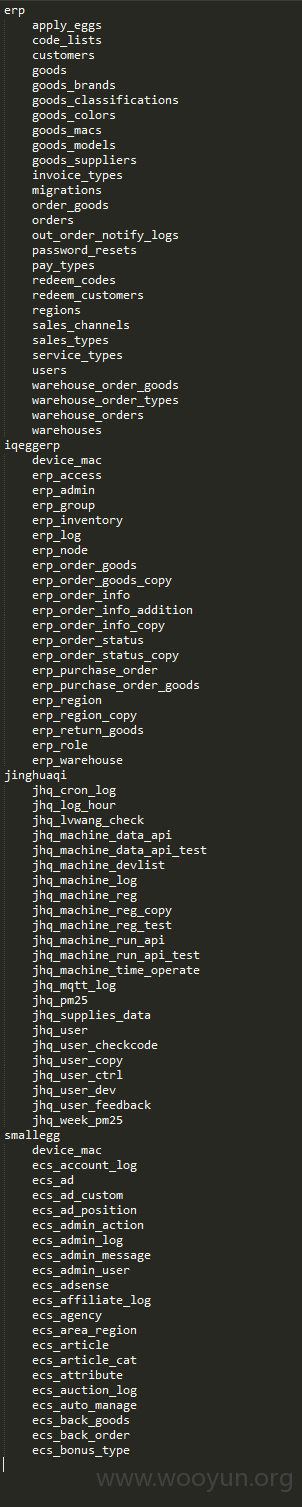 erp
apply_eggs
code_lists
customers
goods
goods_brands
goods_classifications
goods_colors
goods_macs
goods_models
goods_suppliers
invoice_types
migrations
order_goods
orders
out_order_notify_logs
password_resets
pay_types
redeem_codes
redeem_customers
regions
sales_channels
sales_types
service_types
users
warehouse_order_goods
warehouse_order_types
warehouse_orders
warehouses
iqeggerp
device_mac
erp_access
erp_admin
erp_group
erp_inventory
erp_log
erp_node
erp_order_goods
erp_order_goods_copy
erp_order_info
erp_order_info_addition
erp_order_info_copy
erp_order_status
erp_order_status_copy
erp_purchase_order
erp_purchase_order_goods
erp_region
erp_region_copy
erp_return_goods
erp_role
erp_warehouse
jinghuaqi
jhq_cron_log
jhq_log_hour
jhq_lvwang_check
jhq_machine_data_api
jhq_machine_data_api_test
jhq_machine_devlist
jhq_machine_log
jhq_machine_reg
jhq_machine_reg_copy
jhq_machine_reg_test
jhq_machine_run_api
jhq_machine_run_api_test
jhq_machine_time_operate
jhq_mqtt_log
jhq_pm25
jhq_supplies_data
jhq_user
jhq_user_checkcode
jhq_user_copy
jhq_user_ctrl
jhq_user_dev
jhq_user_feedback
jhq_week_pm25
smallegg
device_mac
ecs_account_log
ecs_ad
ecs_ad_custom
ecs_ad_position
ecs_admin_action
ecs_admin_log
ecs_admin_message
ecs_admin_user
ecs_adsense
ecs_affiliate_log
ecs_agency
ecs_area_region
ecs_article
ecs_article_cat
ecs_attribute
ecs_auction_log
ecs_auto_manage
ecs_back_goods
ecs_back_order
ecs_bonus_type
www.wooyun.org